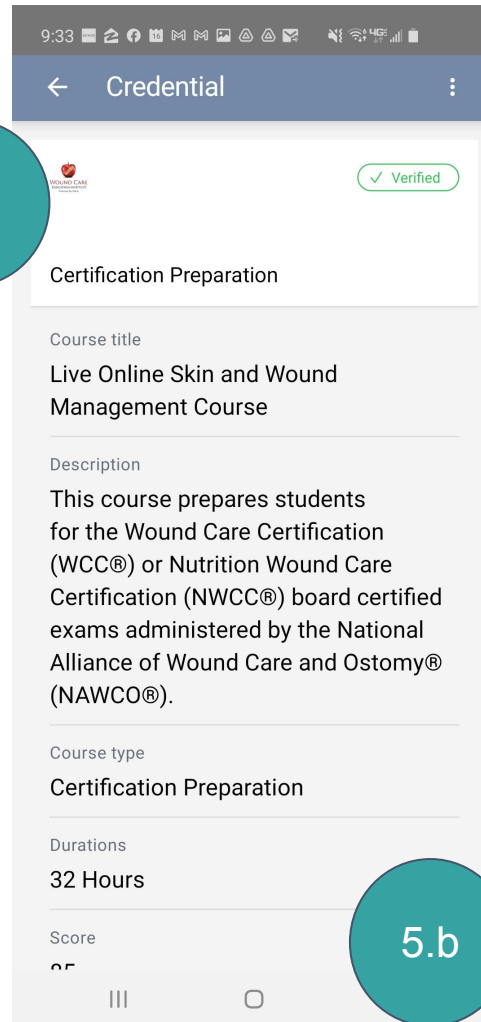 9:33
Credential
WOUND CARE
Verified
Certification Preparation
Course title
Live Online Skin and Wound
Management Course
Description
This course prepares students
for the Wound Care Certification
(WCC®) or Nutrition Wound Care
Certification (NWCC®) board certified
exams administered by the National
Alliance of Wound Care and Ostomy®
(NAWCO®).
Course type
Certification Preparation
Durations
32 Hours
Score
5.b